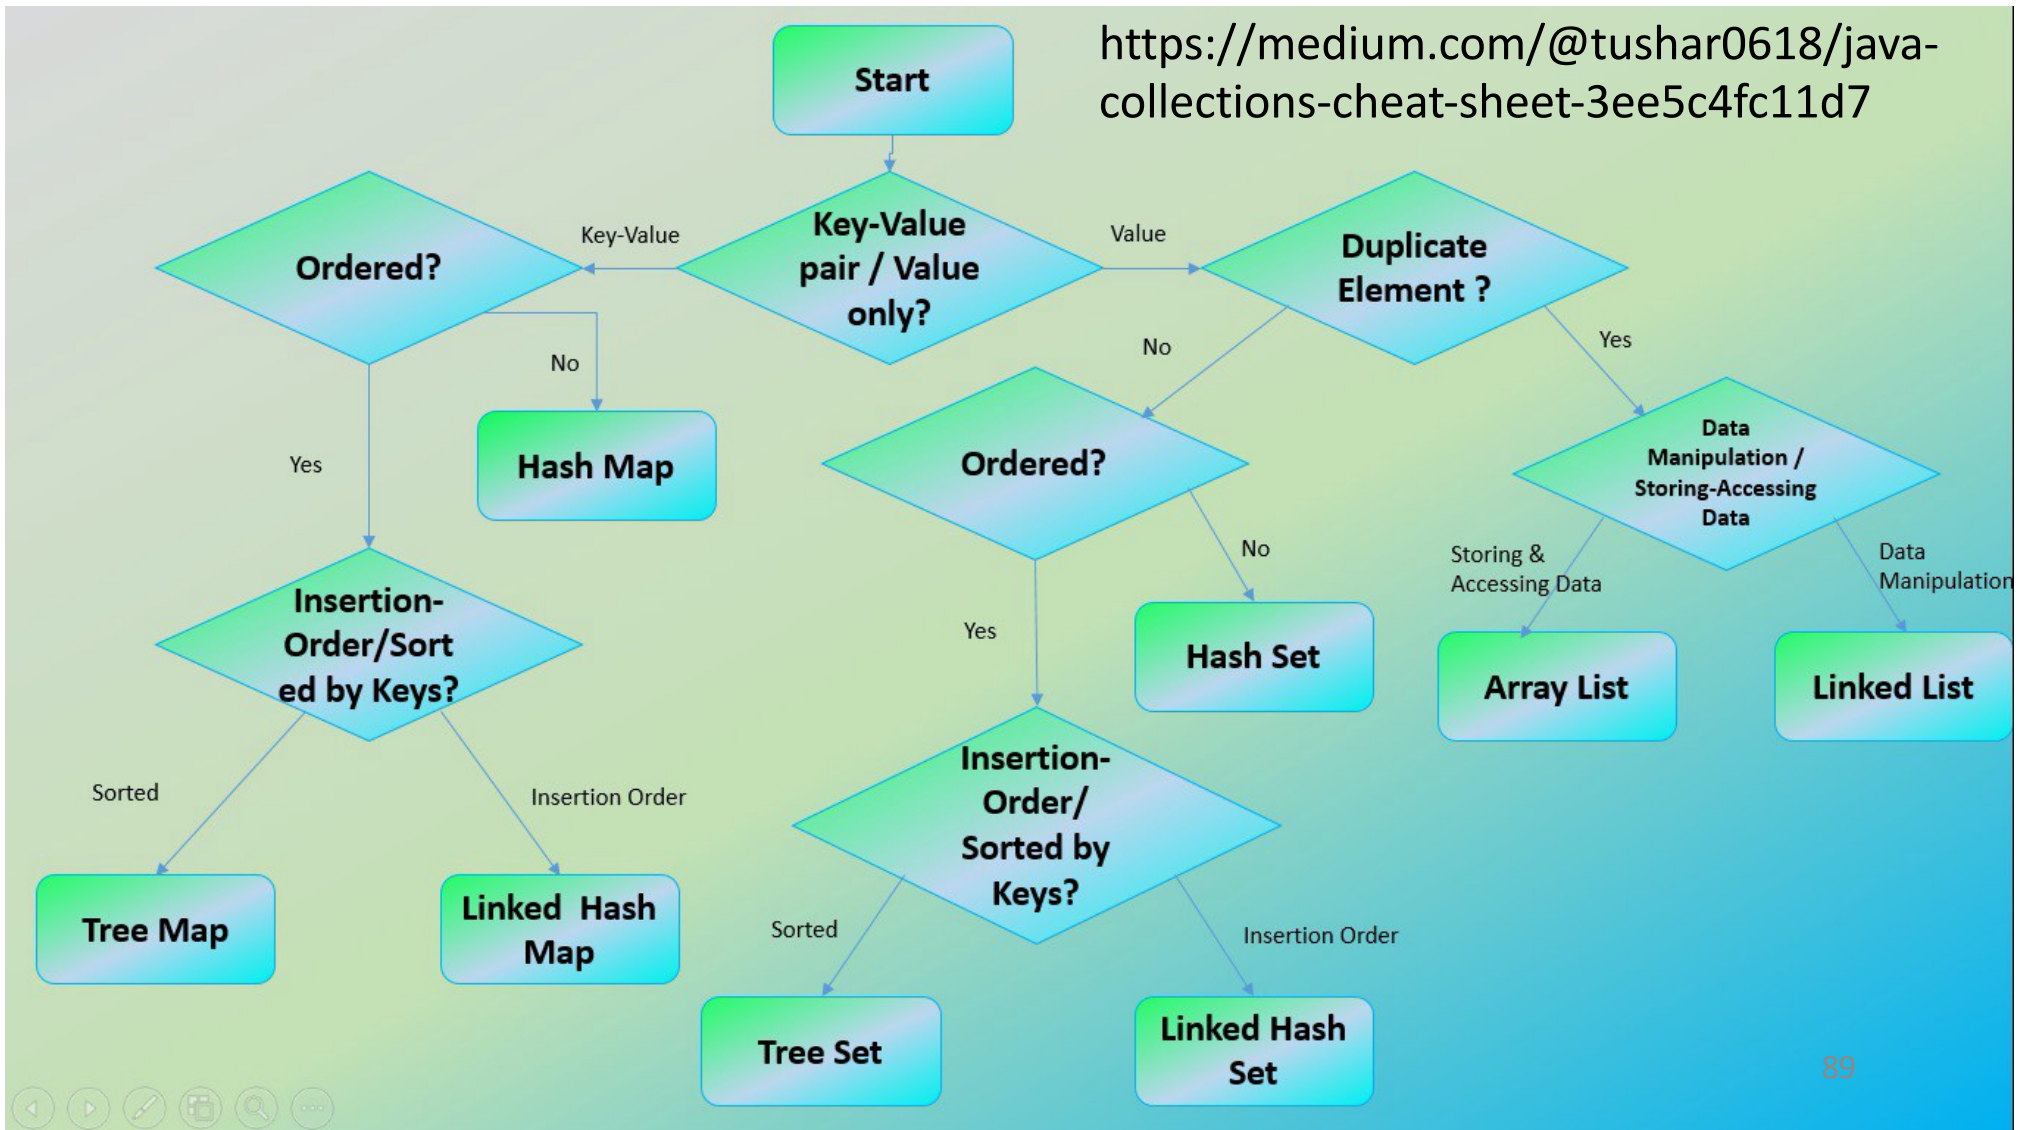 https://medium.com/@tushar0618/java-
collections-cheat-sheet-3ee5c4fc11d7
Start
Key-Value
pair / Value
only?
Key-Value
Value
Ordered?
Duplicate
Element ?
No
Yes
No
Yes
Hash Map
Ordered?
Data
Manipulation /
Storing-Accessing
Data
No
Yes
Storing &
Accessing Data
Data
Manipulation
Insertion-
Order/Sort
ed by Keys?
Hash Set
Array List
Linked List
Sorted
Insertion Order
Insertion-
Order/
Sorted by
Keys?
Tree Map
Linked  Hash
Map
Sorted
Insertion Order
Tree Set
Linked Hash
Set
89